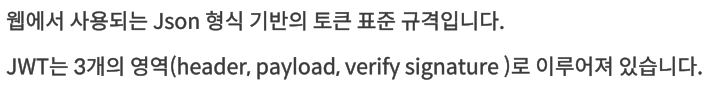 웹에서 사용되는 Json 형식 기반의 토큰 표준 규격입니다.
JWT는 3개의 영역(header, payload, verify signature )로 이루어져 있습니다.